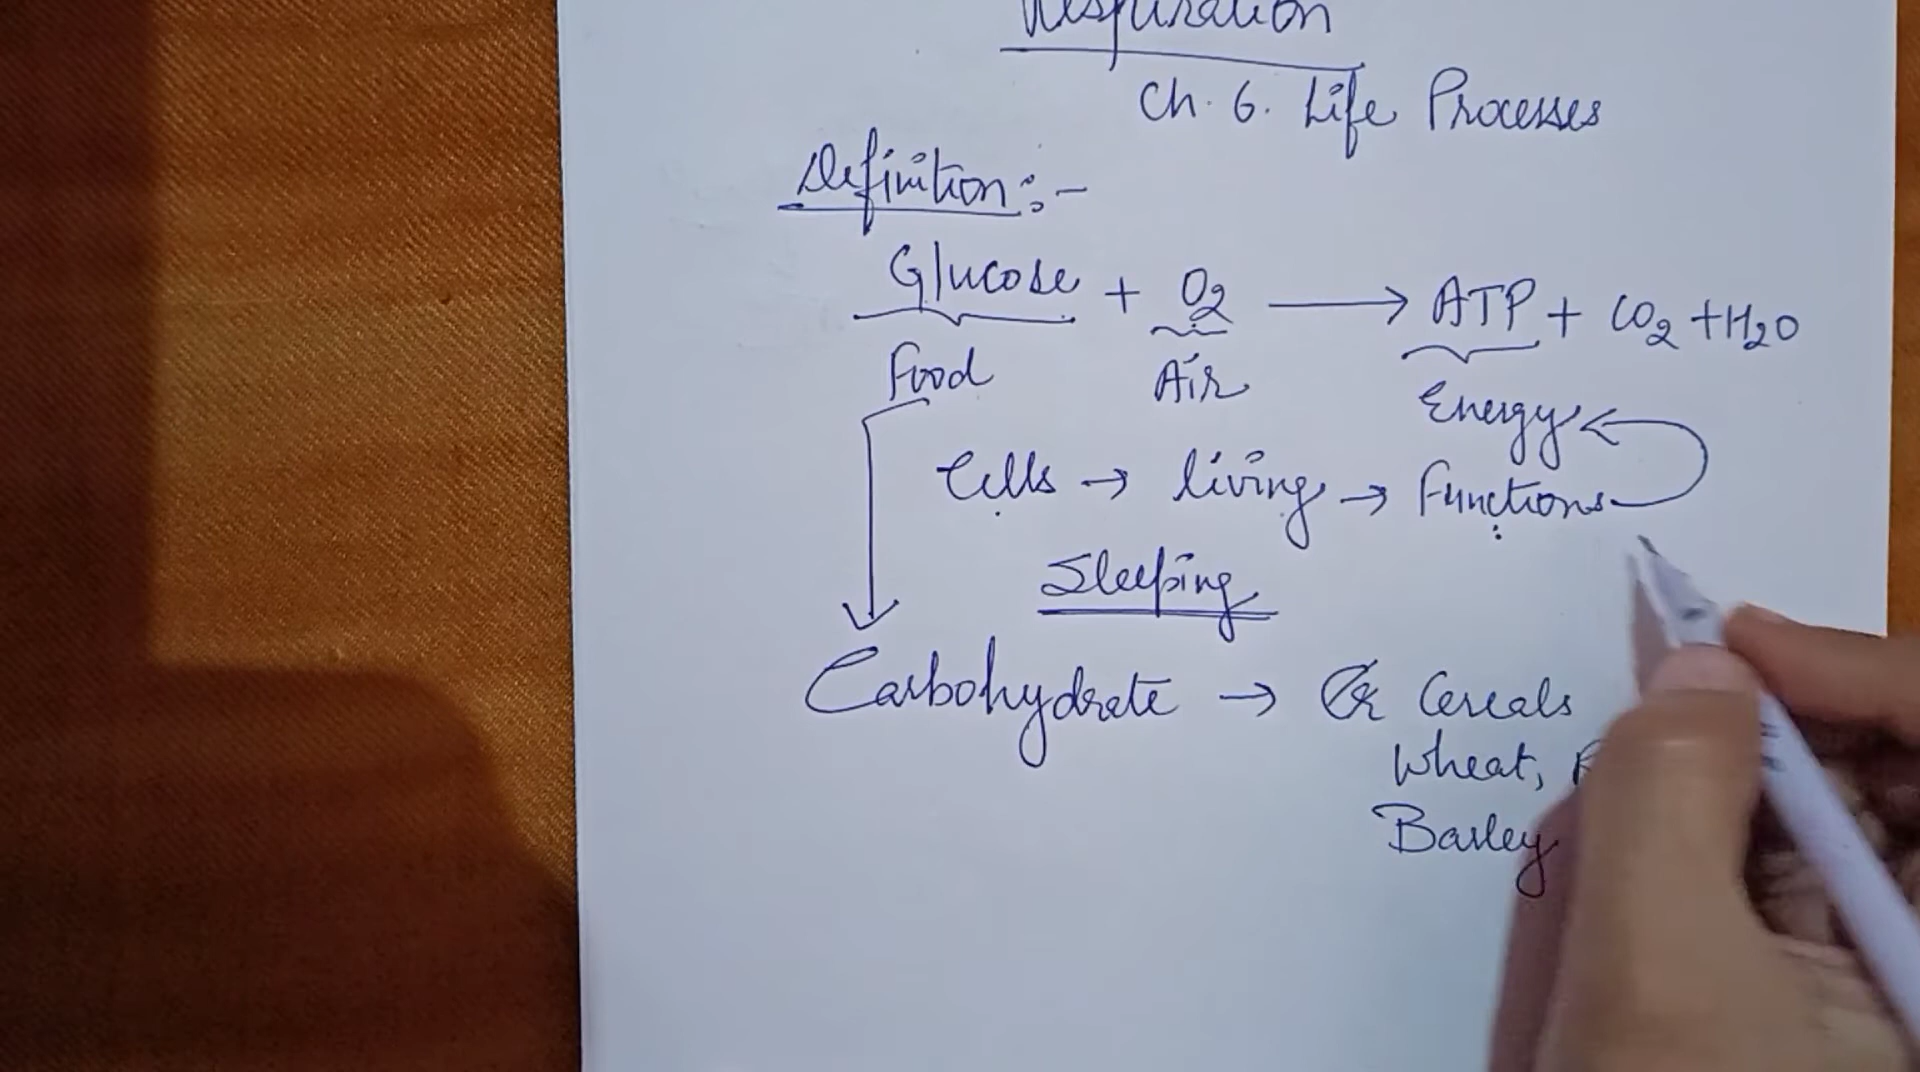 Respiration
Ch. 6. Life Processes
Definition:-
Glucose + O2 → ATP + CO2 + H2O
Food Air Energy
Cells → living → Functions
Sleeping
Carbohydrate → Cereals
Wheat,
Barley